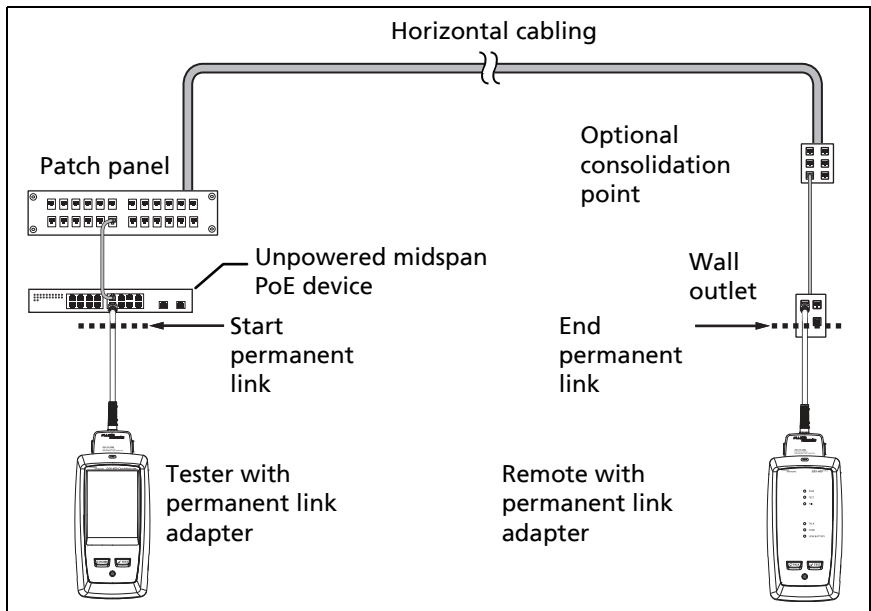 Horizontal cabling
Optional
consolidation
point
Patch panel
Unpowered midspan
PoE device
Wall
outlet
Start
permanent
link
End
permanent
link
Tester with
permanent link
adapter
Remote with
permanent link
adapter